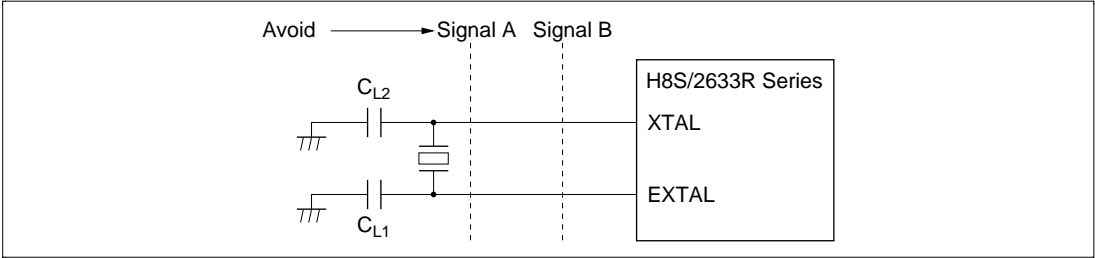 Avoid Signal A Signal B
H8S/2633R Series
CL2
XTAL
EXTAL
CL1